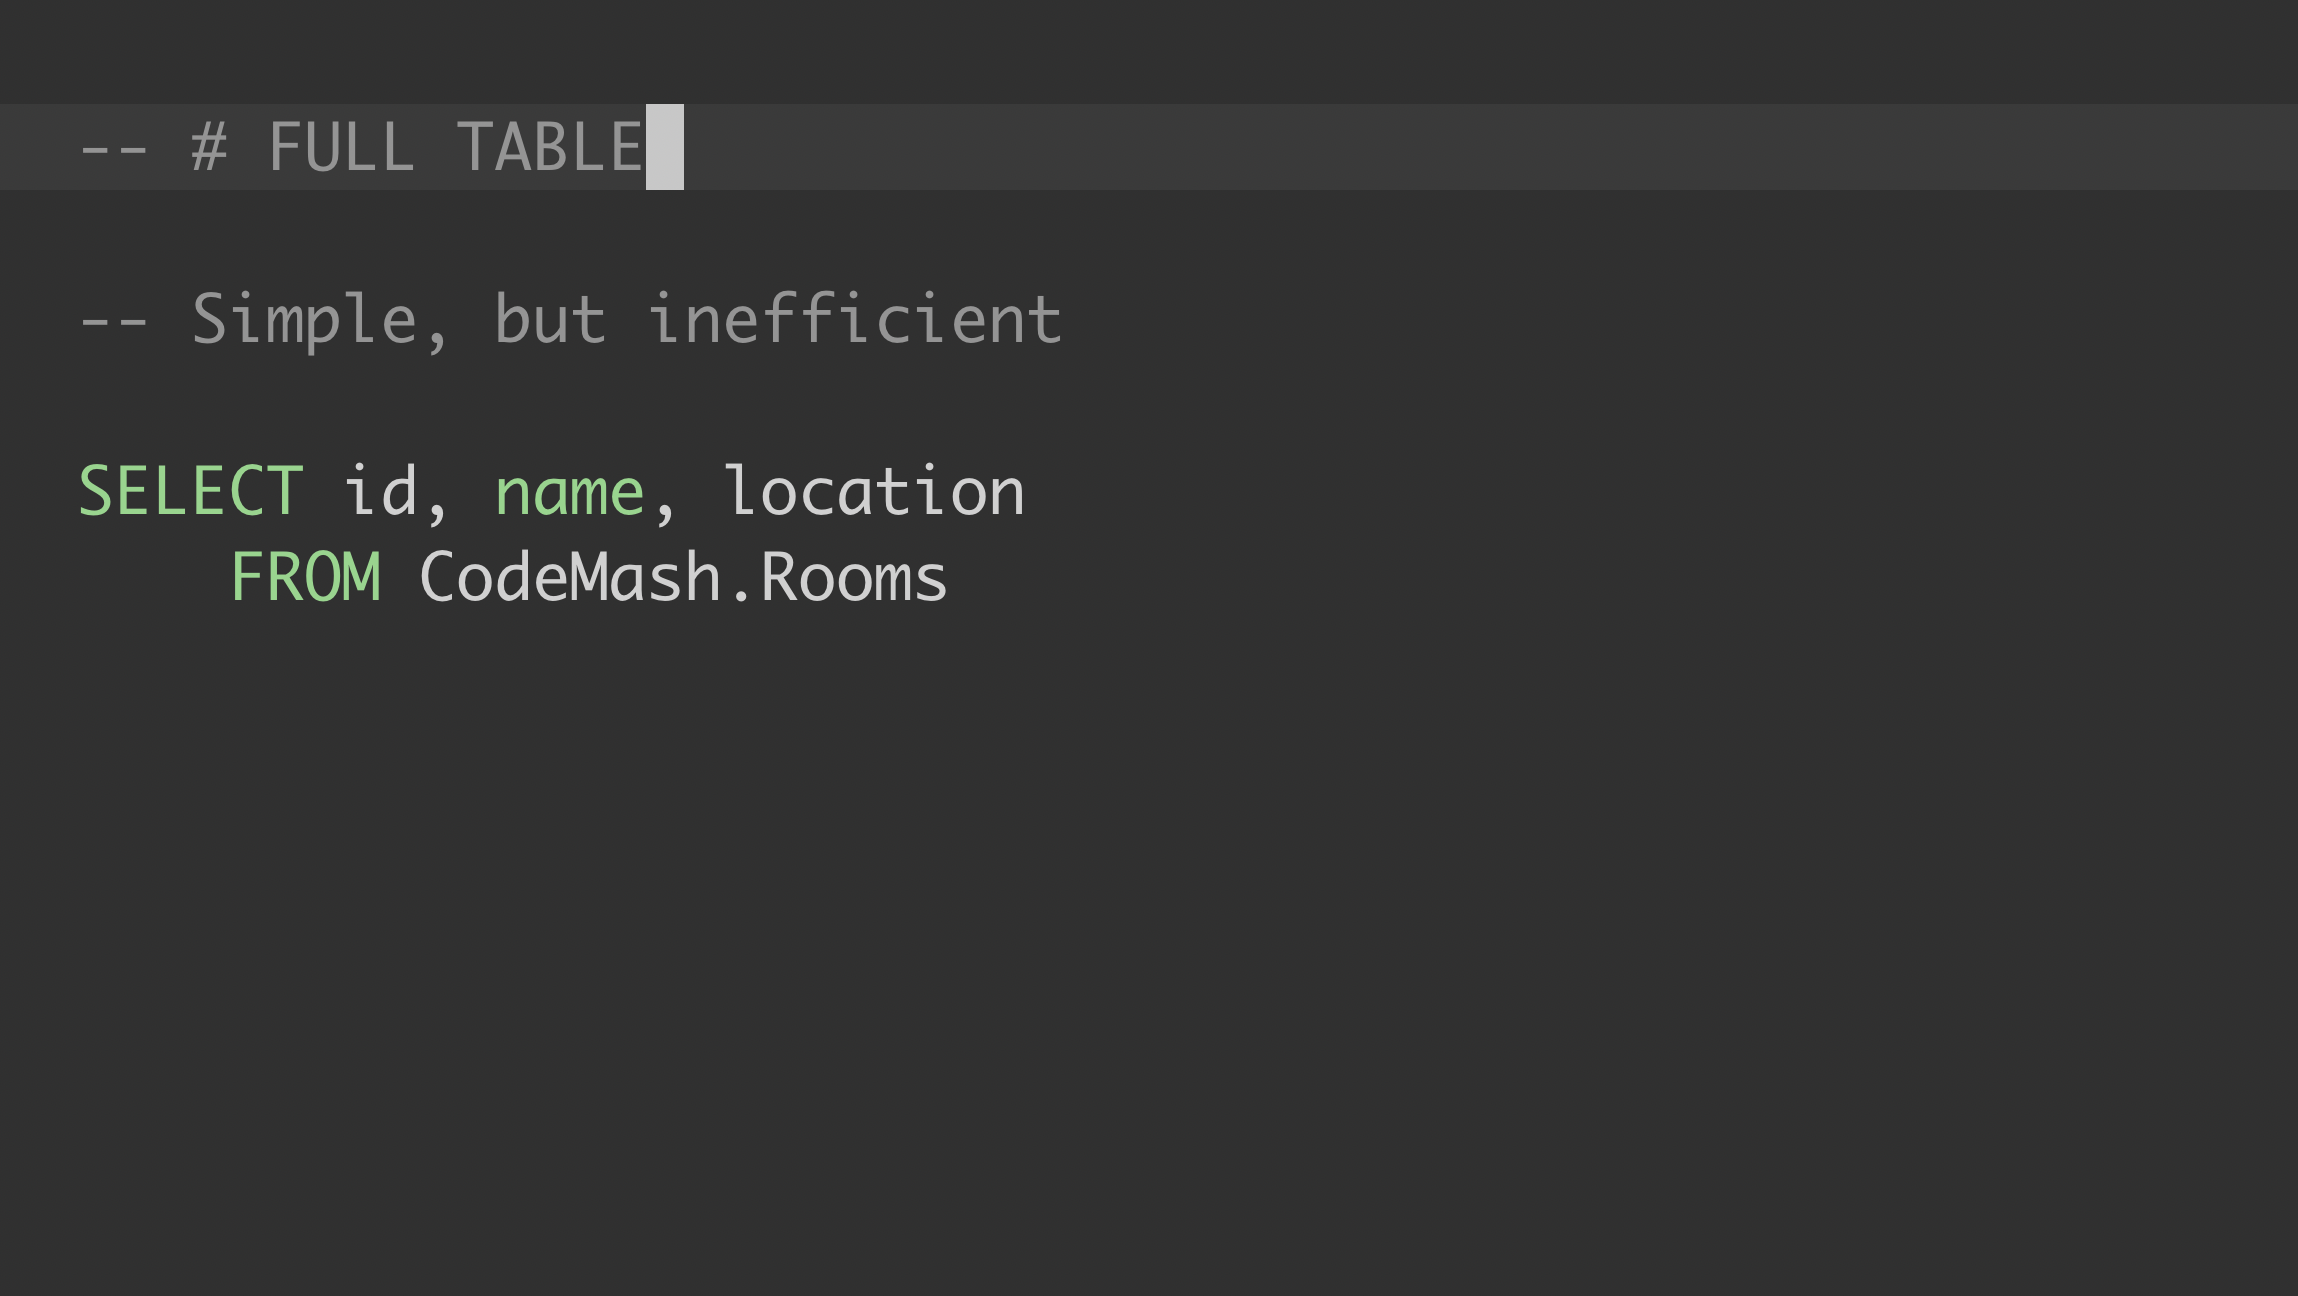 -- # FULL TABLE
-- Simple, but inefficient
SELECT id, name, location
    FROM CodeMash.Rooms